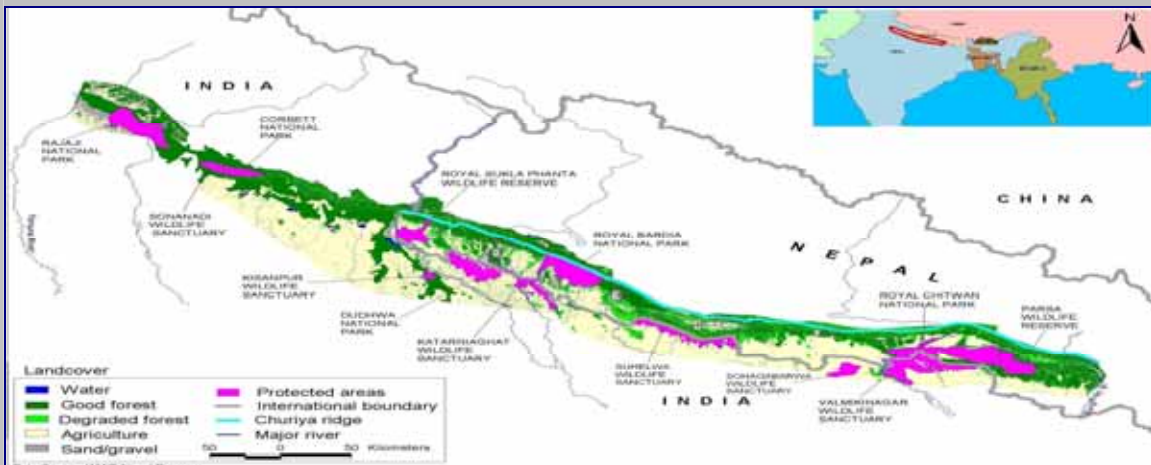 INDIA
N
CORBETT
NATIONAL
PARK
RAJAJI
NATIONAL
PARK
ROYAL SUKLA PHANTA
WILDLIFE RESERVE
CHINA
SONANADI
WILDLIFE
SANCTUARY
ROYAL BARDIA
NATIONAL PARK
NEPAL
KISANPUR
WILDLIFE
SANCTUARY
ROYAL CHITWAN
NATIONAL PARK
PARSA
WILDLIFE
RESERVE
DUDHWA
NATIONAL
PARK
KATARNIAGHAT
WILDLIFE
SANCTUARY
SUHELWA
WILDLIFE
SANCTUARY
SOHAGIBARWA
WILDLIFE
SANCTUARY
INDIA
VALMIKINAGAR
WILDLIFE
SANCTUARY
Landcover
Water
Good forest
Degraded forest
Agriculture
Sand/gravel
Protected areas
International boundary
Churiya ridge
Major river
50 0 50 Kilometers